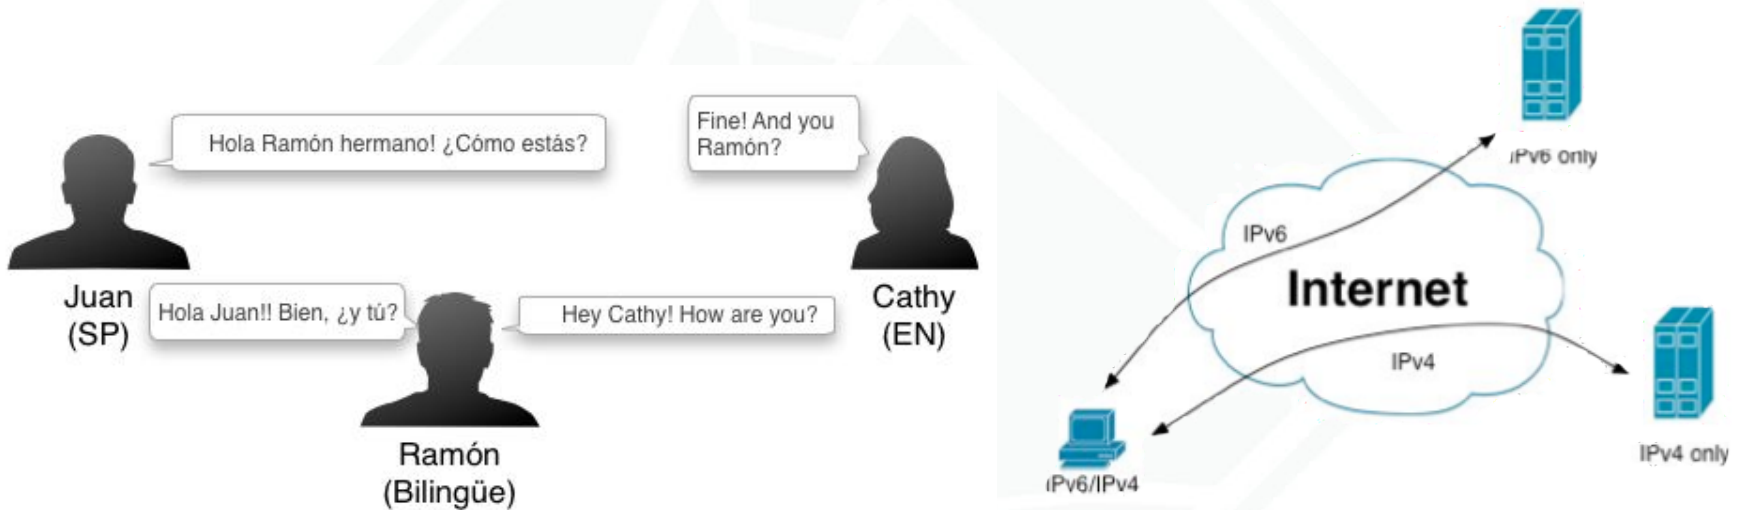 Hola Ramón hermano! ¿Cómo estás?
Fine! And you
Ramón?
Juan
(SP)
Cathy
(EN)
Hola Juan!! Bien, ¿y tú?
Hey Cathy! How are you?
Ramón
(Bilingüe)
IPv6 only
IPv6
Internet
IPv4
IPv4 only
IPv6/IPv4